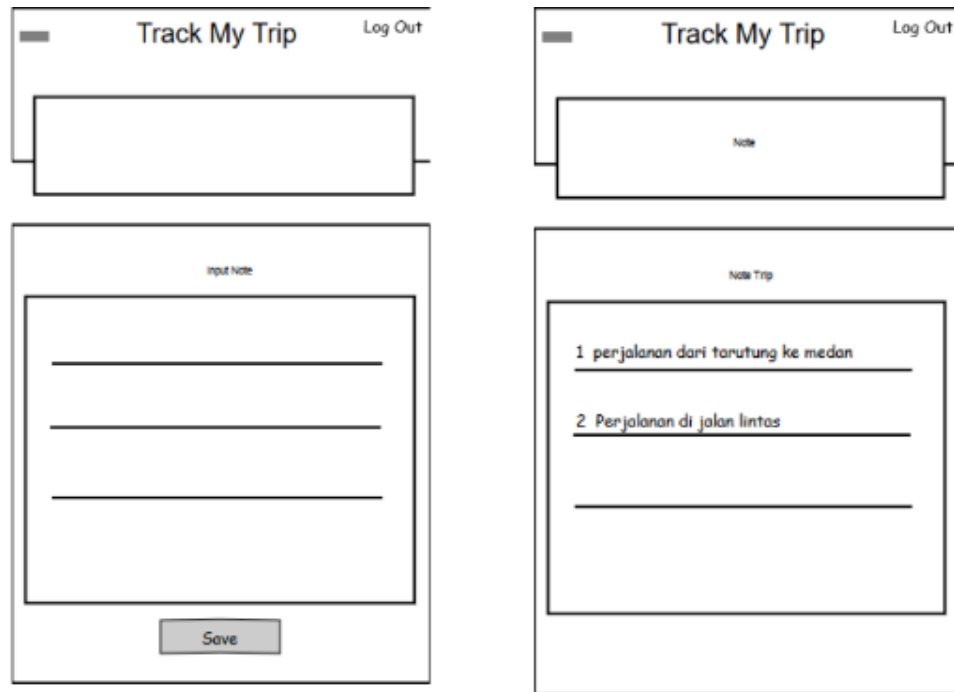 Track My Trip
Log Out
Input Note
Save
Track My Trip
Log Out
Note
Note Trip
1 perjalanan dari tarutung ke medan
2 Perjalanan di jalan lintas